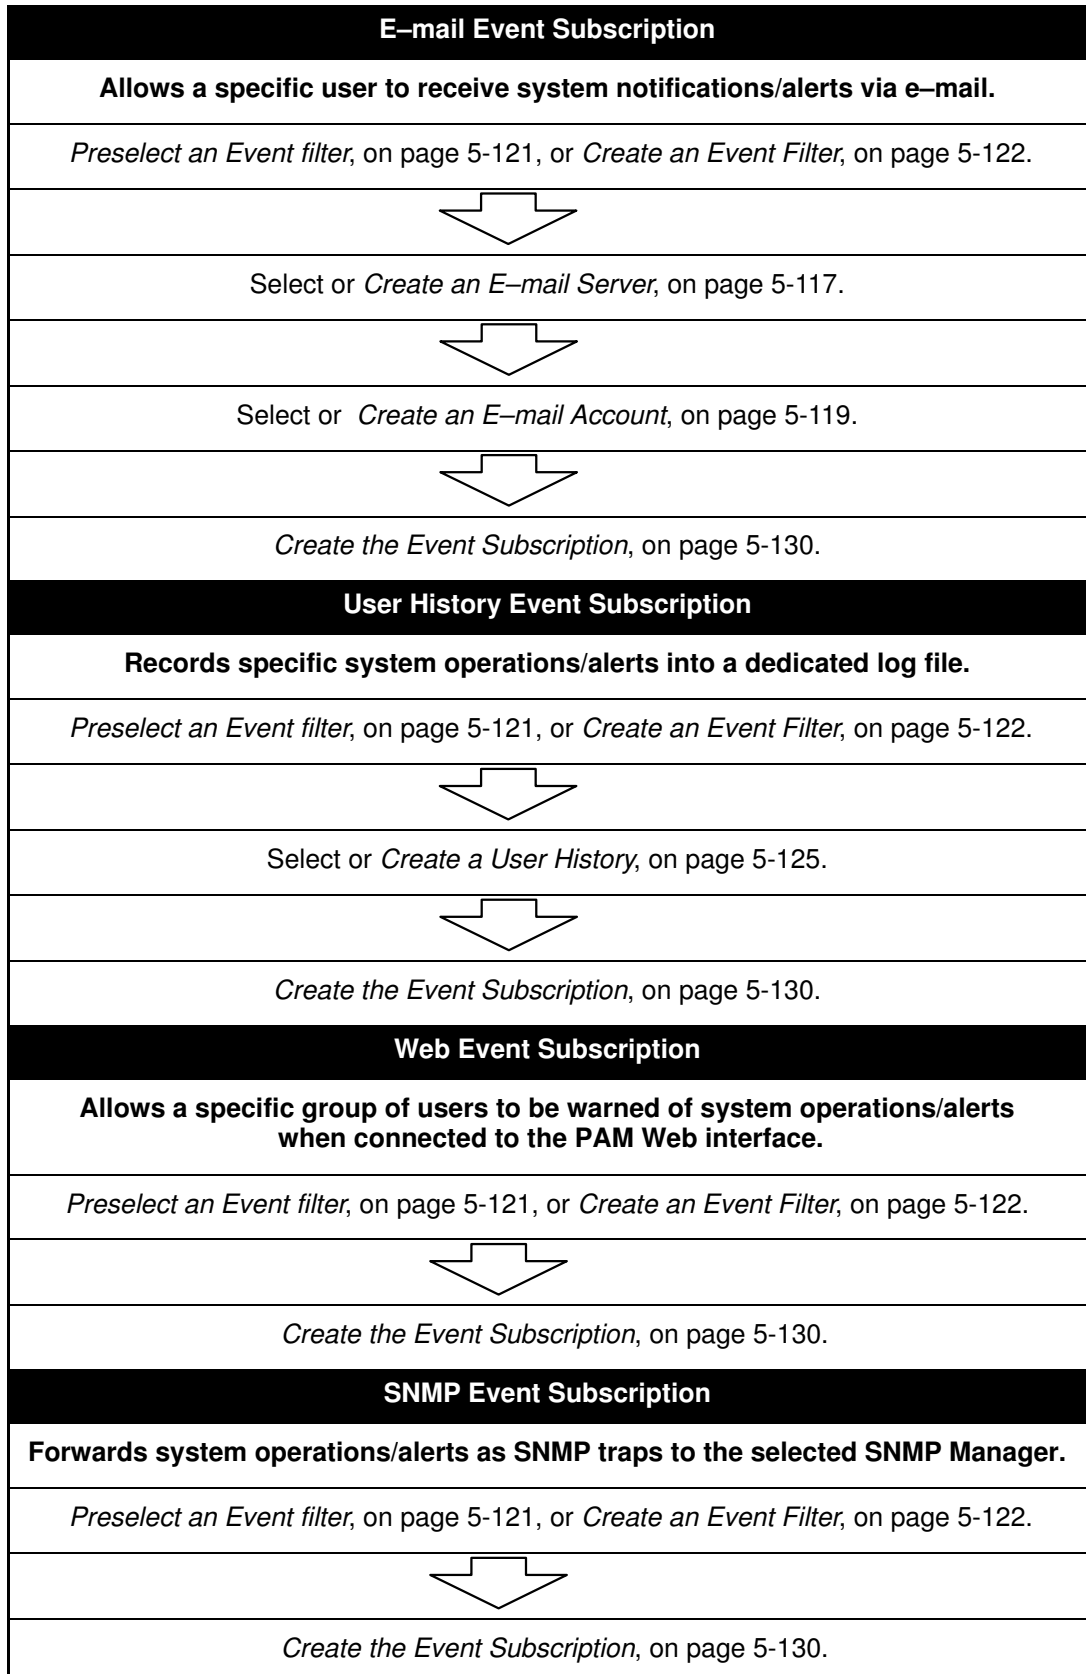 E–mail Event Subscription
Allows a specific user to receive system notifications/alerts via e–mail.
Preselect an Event filter, on page 5-121, or Create an Event Filter, on page 5-122.
Select or Create an E–mail Server, on page 5-117.
Select or  Create an E–mail Account, on page 5-119.
Create the Event Subscription, on page 5-130.
User History Event Subscription
Records specific system operations/alerts into a dedicated log file.
Preselect an Event filter, on page 5-121, or Create an Event Filter, on page 5-122.
Select or Create a User History, on page 5-125.
Create the Event Subscription, on page 5-130.
Web Event Subscription
Allows a specific group of users to be warned of system operations/alerts
when connected to the PAM Web interface.
Preselect an Event filter, on page 5-121, or Create an Event Filter, on page 5-122.
Create the Event Subscription, on page 5-130.
SNMP Event Subscription
Forwards system operations/alerts as SNMP traps to the selected SNMP Manager.
Preselect an Event filter, on page 5-121, or Create an Event Filter, on page 5-122.
Create the Event Subscription, on page 5-130.